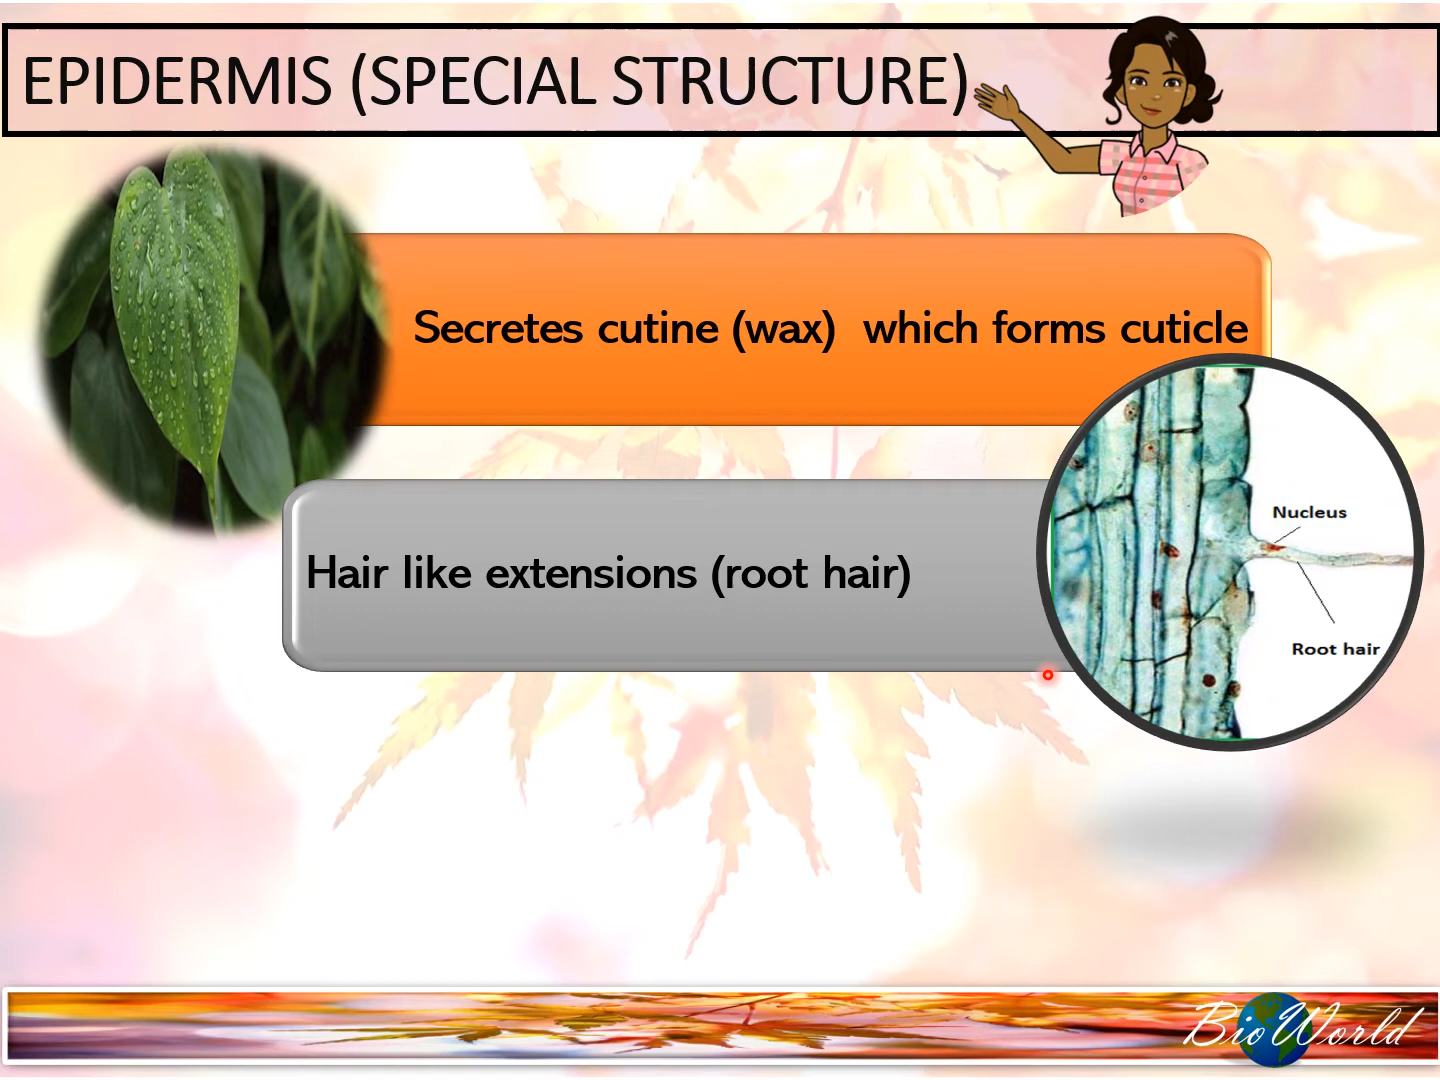 EPIDERMIS (SPECIAL STRUCTURE)
Secretes cutine (wax)  which forms cuticle
Hair like extensions (root hair)
Nucleus
Root hair
BioWorld